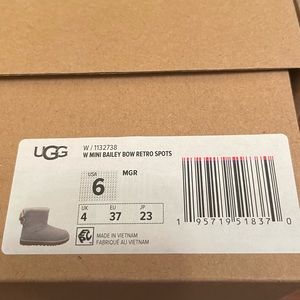 UGG
W / 1132738
W MINI BAILEY BOW RETRO SPOTS
USA
6
MGR
UK
4
EU
37
JP
23
MADE IN VIETNAM
FABRIQUÉ AU VIETNAM
1 95719 51837 0